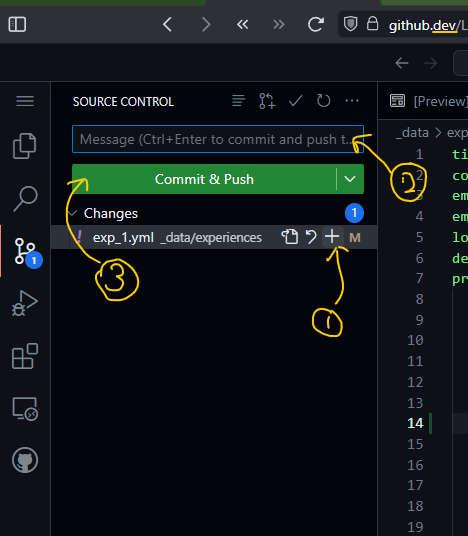 github.dev/L
SOURCE CONTROL
[Preview]
Message (Ctrl+Enter to commit and push t...
_data > exp
Commit & Push
2
Changes
1
! exp_1.yml _data/experiences
+ M
3
1
1
1 ti
2 co
3 em
4 em
5 lo
6 de
7 pr
8
9
10
11
12
13
14
15
16
17
18
19